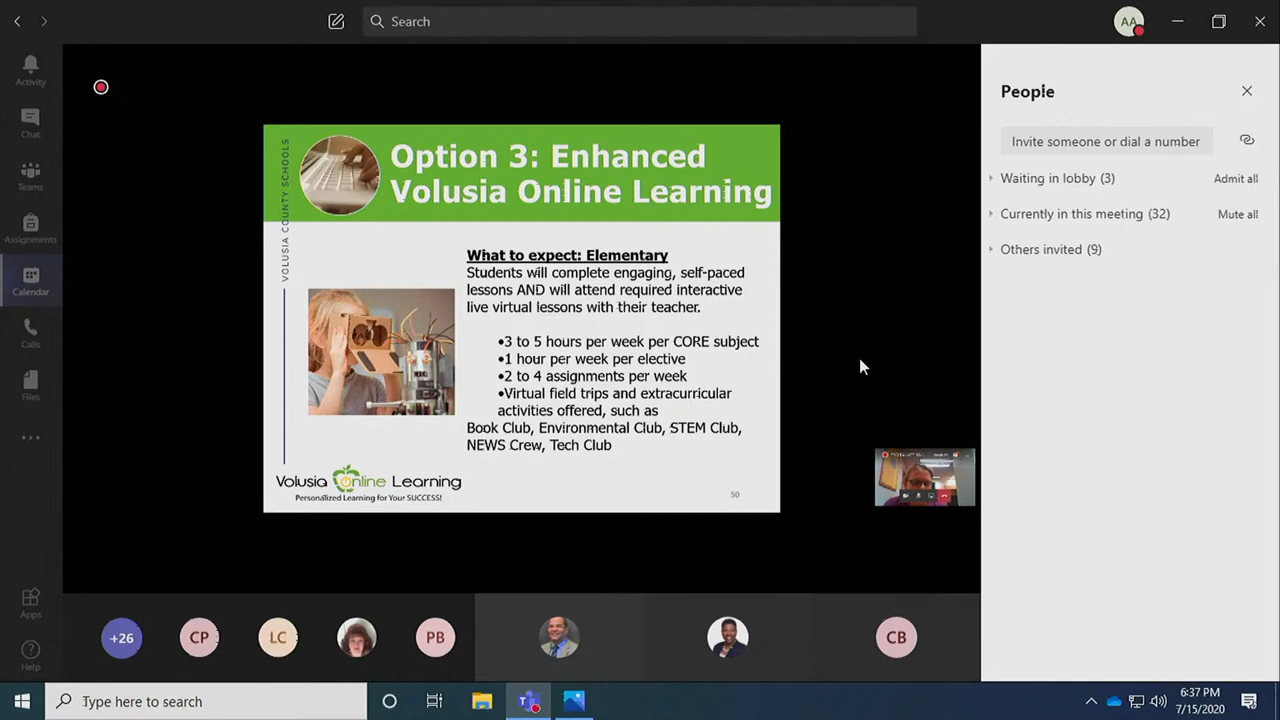 Search
AA
Activity
Chat
Teams
Assignments
Calendar
Calls
Files
Apps
Help
VOLUSIA COUNTY SCHOOLS
Option 3: Enhanced
Volusia Online Learning
What to expect: Elementary
Students will complete engaging, self-paced
lessons AND will attend required interactive
live virtual lessons with their teacher.
•3 to 5 hours per week per CORE subject
•1 hour per week per elective
•2 to 4 assignments per week
•Virtual field trips and extracurricular
activities offered, such as
Book Club, Environmental Club, STEM Club,
NEWS Crew, Tech Club
Volusia Online Learning
Personalized Learning for Your SUCCESS!
50
People
Invite someone or dial a number
Waiting in lobby (3) Admit all
Currently in this meeting (32) Mute all
Others invited (9)
+26
CP
LC
PB
CB
Type here to search
6:37 PM
7/15/2020